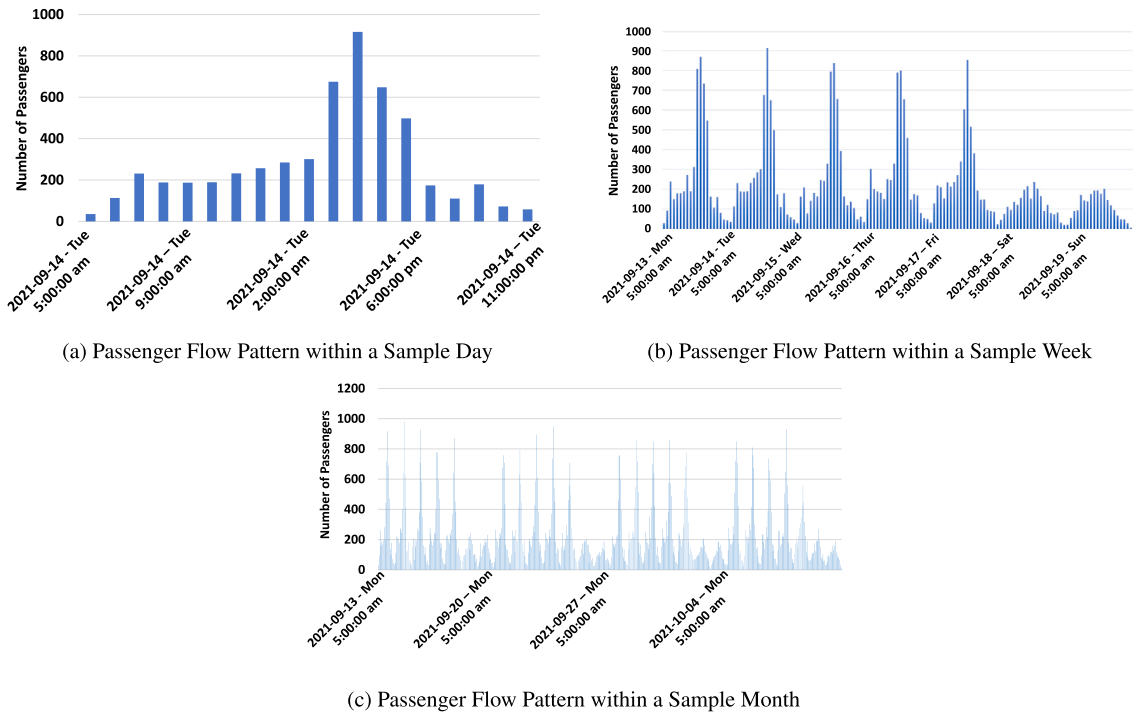 1000
800
600
400
200
0
Number of Passengers
2021-09-14 - Tue
5:00:00 am
2021-09-14 – Tue
9:00:00 am
2021-09-14 - Tue
2:00:00 pm
2021-09-14 - Tue
6:00:00 pm
2021-09-14 – Tue
11:00:00 pm
(a) Passenger Flow Pattern within a Sample Day
1000
900
800
700
600
500
400
300
200
100
0
Number of Passengers
2021-09-13 - Mon
5:00:00 am
2021-09-14 - Tue
5:00:00 am
2021-09-15 - Wed
5:00:00 am
2021-09-16 - Thur
5:00:00 am
2021-09-17 – Fri
5:00:00 am
2021-09-18 – Sat
5:00:00 am
2021-09-19 – Sun
5:00:00 am
(b) Passenger Flow Pattern within a Sample Week
1200
1000
800
600
400
200
0
Number of Passengers
2021-09-13 - Mon
5:00:00 am
2021-09-20 – Mon
5:00:00 am
2021-09-27 – Mon
5:00:00 am
2021-10-04 – Mon
5:00:00 am
(c) Passenger Flow Pattern within a Sample Month